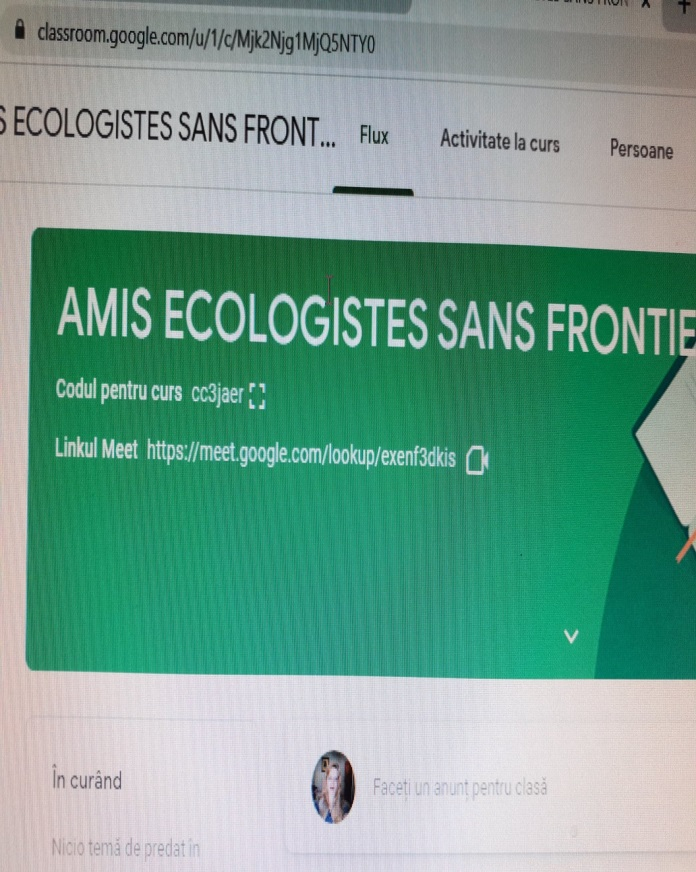 classroom.google.com/u/1/c/Mjk2Njg1MjQ5NTY0
S ECOLOGISTES SANS FRONT...
Flux
Activitate la curs
Persoane
AMIS ECOLOGISTES SANS FRONTIE
Codul pentru curs cc3jaer
Linkul Meet https://meet.google.com/lookup/exenf3dkis
În curând
Faceți un anunț pentru clasă
Nicio temă de predat în